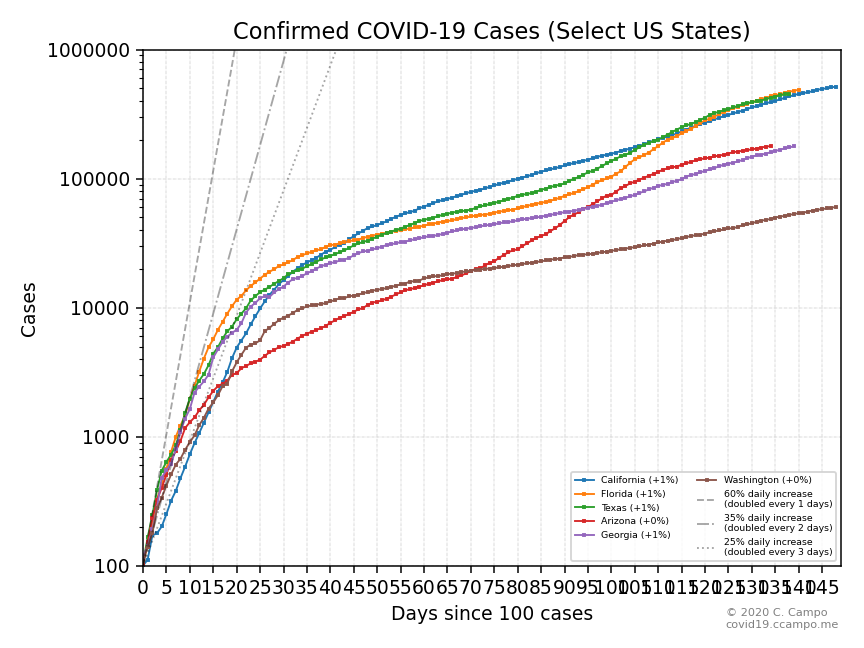 Confirmed COVID-19 Cases (Select US States)
1000000
100000
10000
1000
100
Cases
0 5 10 15 20 25 30 35 40 45 50 55 60 65 70 75 80 85 90 95 100 105 110 115 120 125 130 135 140 145
Days since 100 cases
California (+1%)
Florida (+1%)
Texas (+1%)
Arizona (+0%)
Georgia (+1%)
Washington (+0%)
60% daily increase
(doubled every 1 days)
35% daily increase
(doubled every 2 days)
25% daily increase
(doubled every 3 days)
© 2020 C. Campo
covid19.ccampo.me